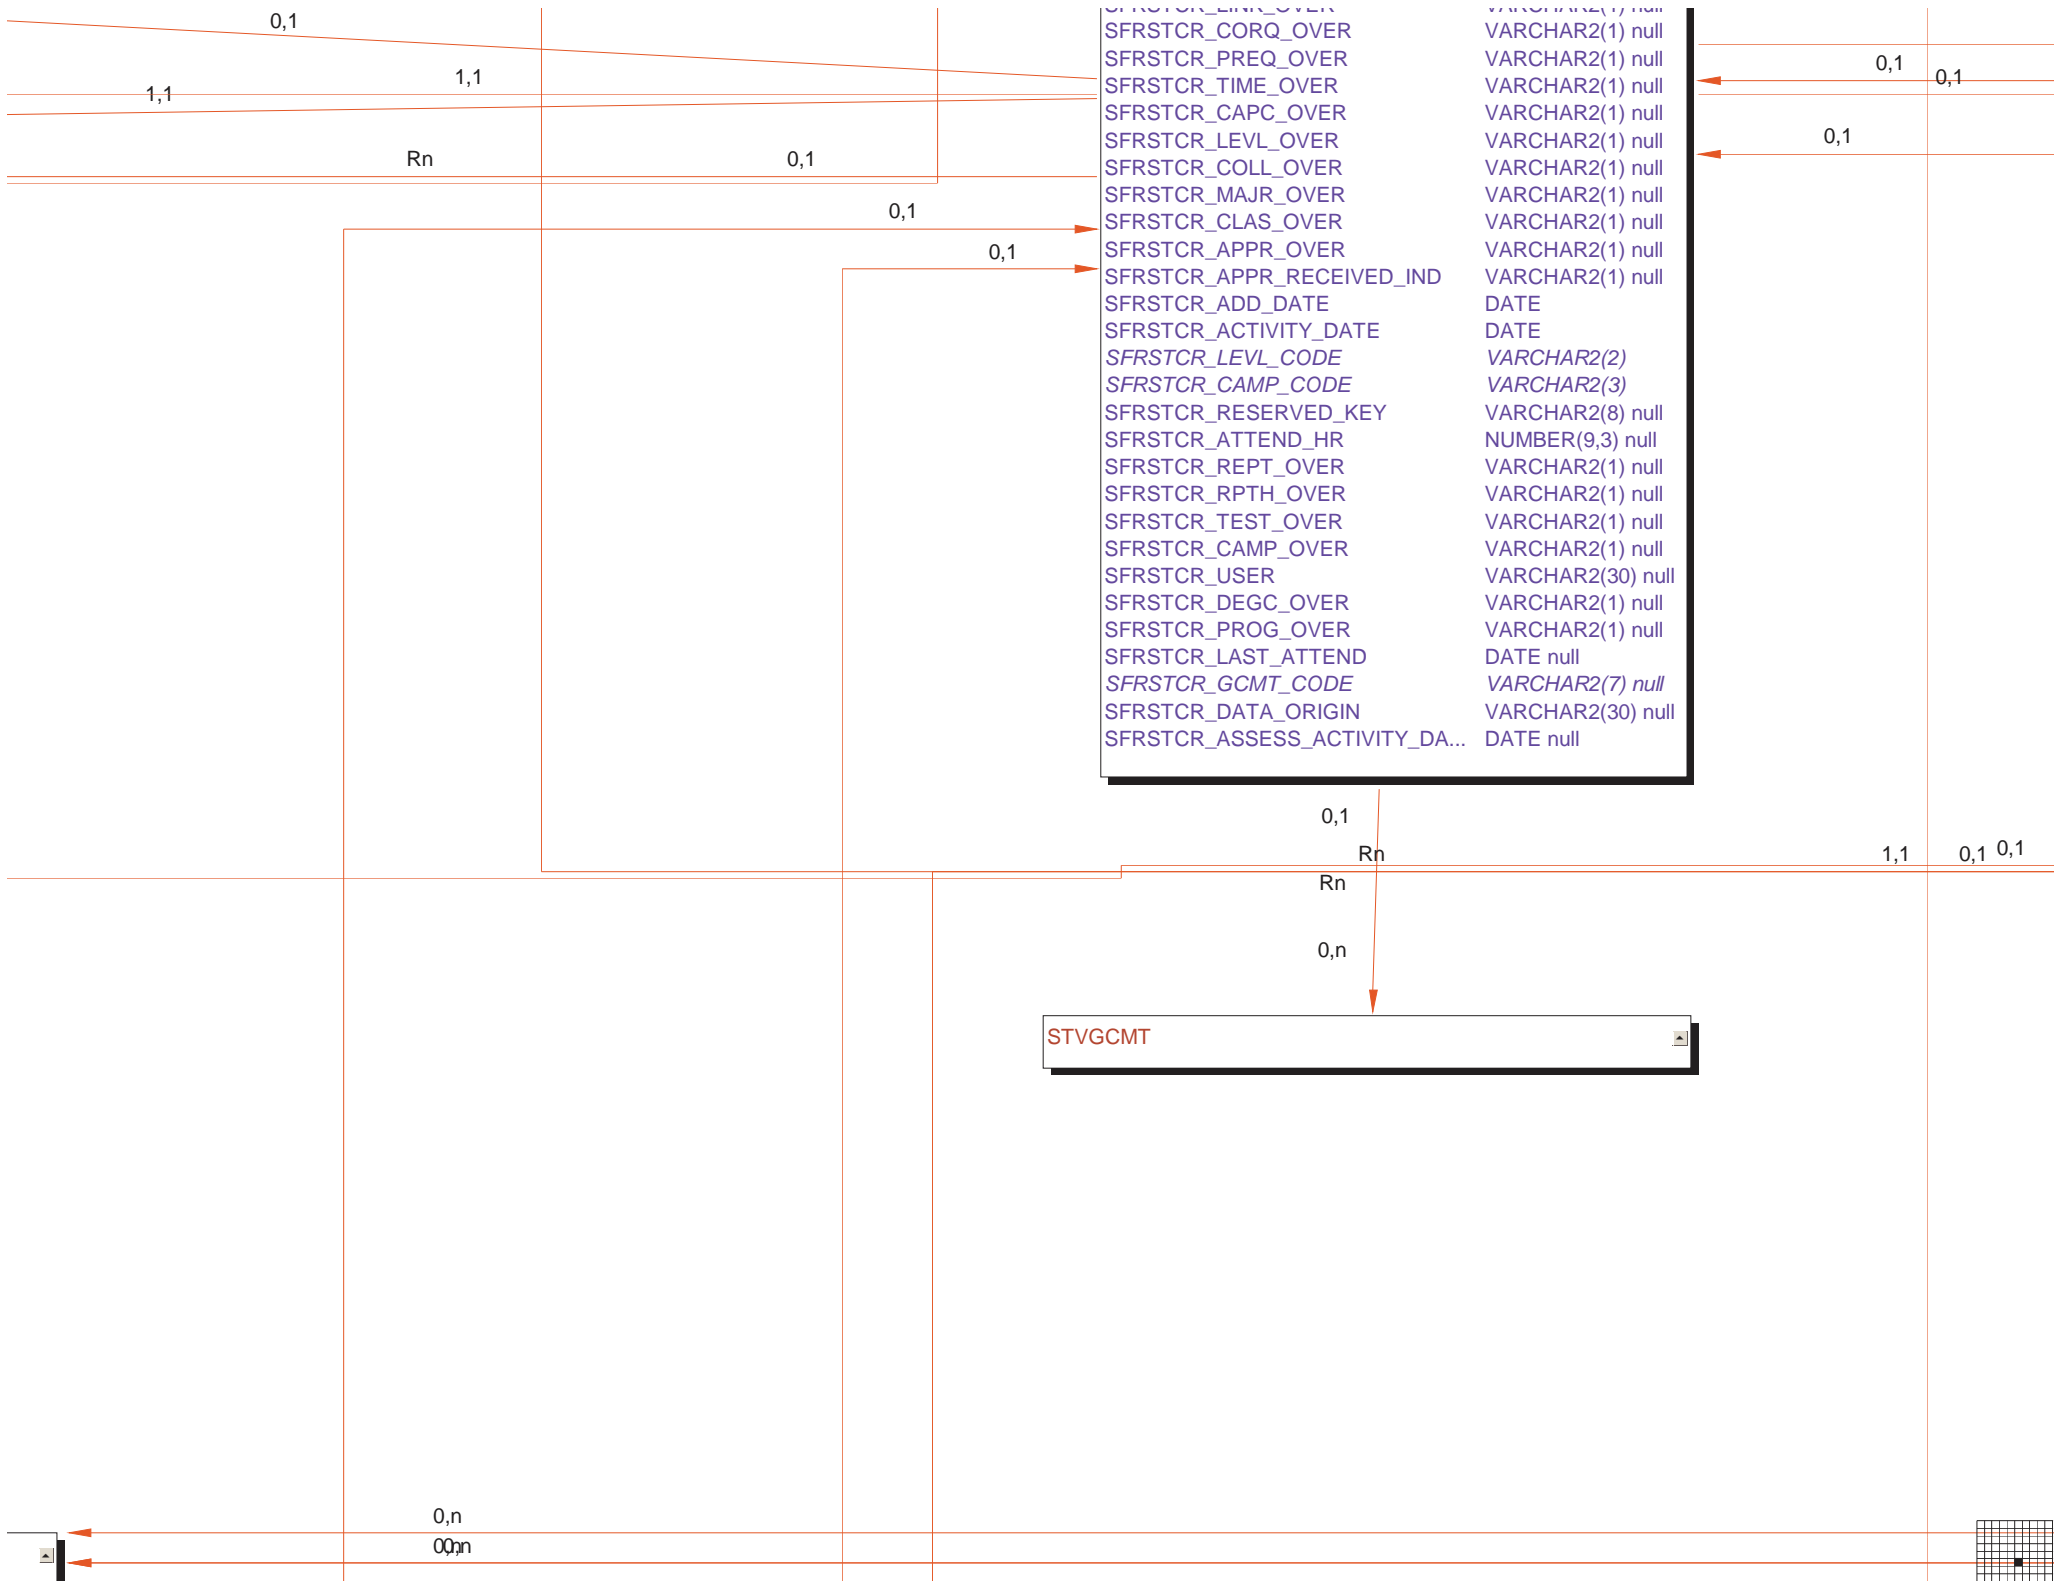 0,1
SFRSTCR_LINK_OVER VARCHAR2(1) null
SFRSTCR_CORQ_OVER VARCHAR2(1) null
SFRSTCR_PREQ_OVER VARCHAR2(1) null
0,1
1,1
0,1
SFRSTCR_TIME_OVER VARCHAR2(1) null
1,1
SFRSTCR_CAPC_OVER VARCHAR2(1) null
SFRSTCR_LEVL_OVER VARCHAR2(1) null
0,1
Rn
0,1
SFRSTCR_COLL_OVER VARCHAR2(1) null
SFRSTCR_MAJR_OVER VARCHAR2(1) null
0,1
SFRSTCR_CLAS_OVER VARCHAR2(1) null
0,1
SFRSTCR_APPR_OVER VARCHAR2(1) null
SFRSTCR_APPR_RECEIVED_IND VARCHAR2(1) null
SFRSTCR_ADD_DATE DATE
SFRSTCR_ACTIVITY_DATE DATE
SFRSTCR_LEVL_CODE VARCHAR2(2)
SFRSTCR_CAMP_CODE VARCHAR2(3)
SFRSTCR_RESERVED_KEY VARCHAR2(8) null
SFRSTCR_ATTEND_HR NUMBER(9,3) null
SFRSTCR_REPT_OVER VARCHAR2(1) null
SFRSTCR_RPTH_OVER VARCHAR2(1) null
SFRSTCR_TEST_OVER VARCHAR2(1) null
SFRSTCR_CAMP_OVER VARCHAR2(1) null
SFRSTCR_USER VARCHAR2(30) null
SFRSTCR_DEGC_OVER VARCHAR2(1) null
SFRSTCR_PROG_OVER VARCHAR2(1) null
SFRSTCR_LAST_ATTEND DATE null
SFRSTCR_GCMT_CODE VARCHAR2(7) null
SFRSTCR_DATA_ORIGIN VARCHAR2(30) null
SFRSTCR_ASSESS_ACTIVITY_DA... DATE null
0,1
Rn
1,1
0,1
0,1
Rn
0,n
STVGCMT
0,n
0,n